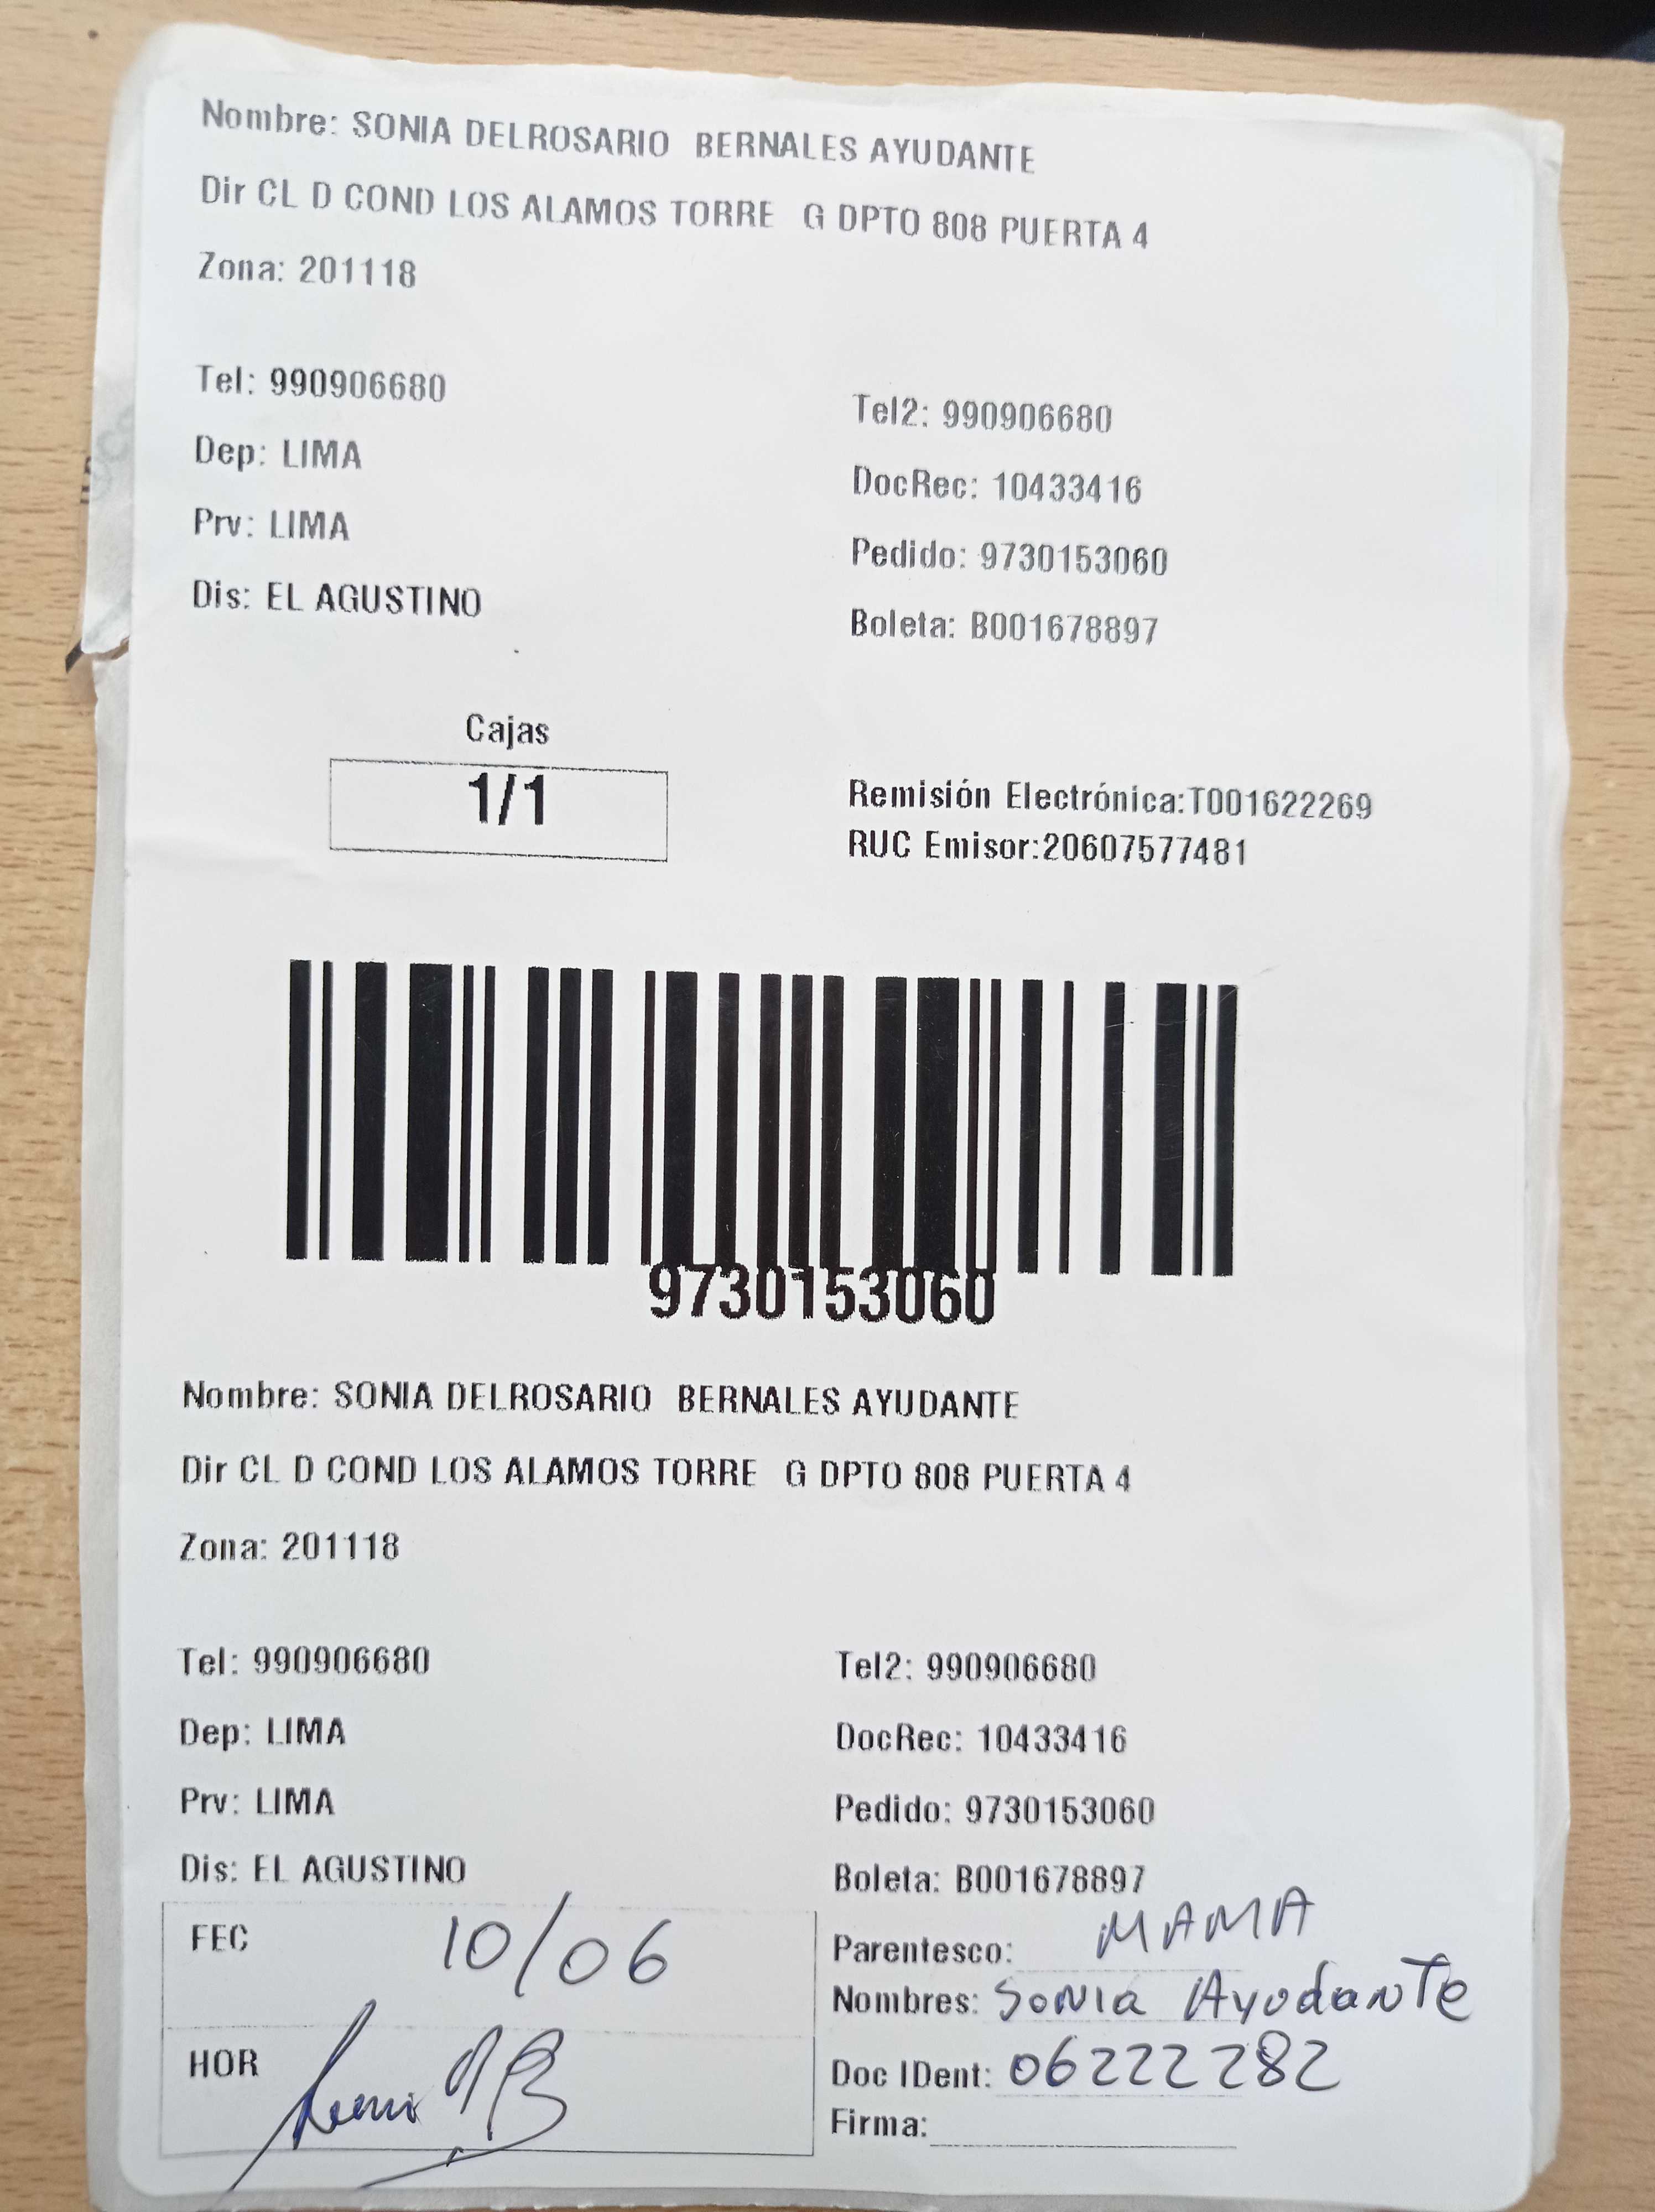 Nombre: SONIA DELROSARIO BERNALES AYUDANTE
Dir CL D COND LOS ALAMOS TORRE G DPTO 808 PUERTA 4
Zona: 201118
Tel: 990906680
Tel2: 990906680
Dep: LIMA
DocRec: 10433416
Prv: LIMA
Pedido: 9730153060
Dis: EL AGUSTINO
Boleta: B001678897
Cajas
1/1
Remisión Electrónica:T001622269
RUC Emisor:20607577481
9730153060
Nombre: SONIA DELROSARIO BERNALES AYUDANTE
Dir CL D COND LOS ALAMOS TORRE G DPTO 808 PUERTA 4
Zona: 201118
Tel: 990906680
Tel2: 990906680
Dep: LIMA
DocRec: 10433416
Prv: LIMA
Pedido: 9730153060
Dis: EL AGUSTINO
Boleta: B001678897
FEC 10/06
Parentesco: MAMA
Nombres: Sonia AyudanTe
HOR
Doc IDent: 06222282
Firma: